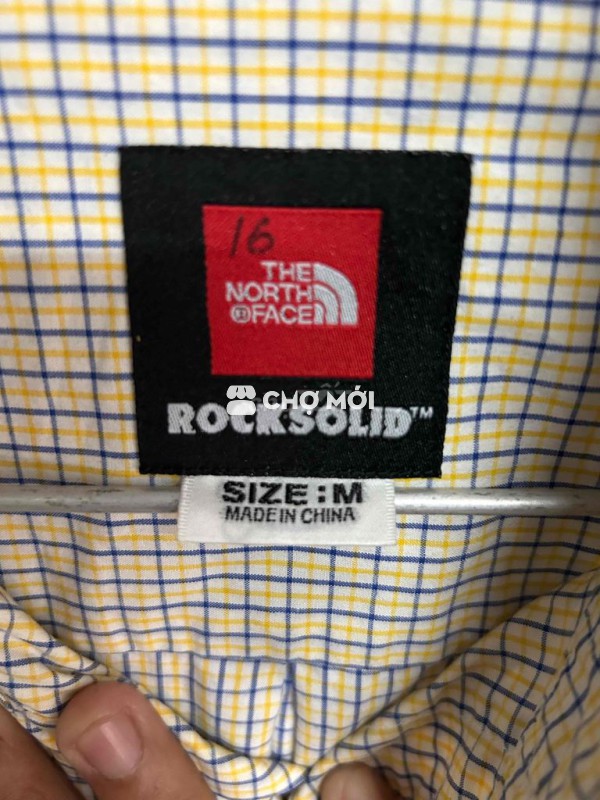 16
THE
NORTH
® FACE
CHỢ MỚI
ROCKSOLID™
SIZE: M
MADE IN CHINA